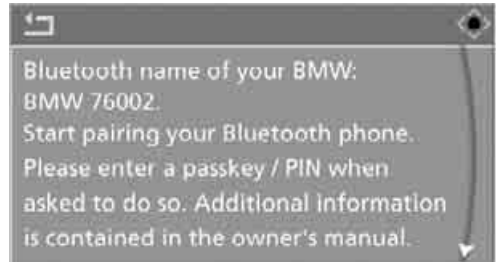 Bluetooth name of your BMW:
BMW 76002.
Start pairing your Bluetooth phone.
Please enter a passkey / PIN when
asked to do so. Additional information
is contained in the owner's manual.